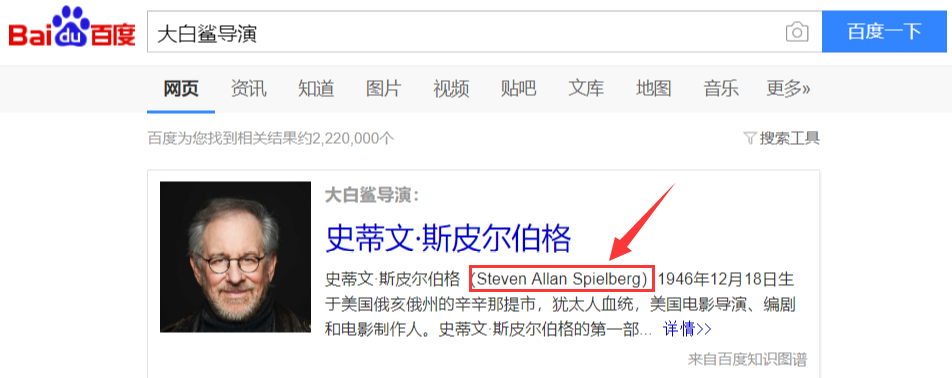 Bai du 百度 大白鲨导演 百度一下
网页 资讯 知道 图片 视频 贴吧 文库 地图 音乐 更多»
百度为您找到相关结果约2,220,000个 搜索工具
大白鲨导演：
史蒂文·斯皮尔伯格
史蒂文·斯皮尔伯格（Steven Allan Spielberg）1946年12月18日生
于美国俄亥俄州的辛辛那提市，犹太人血统，美国电影导演、编剧
和电影制作人。史蒂文·斯皮尔伯格的第一部... 详情>>
来自百度知识图谱